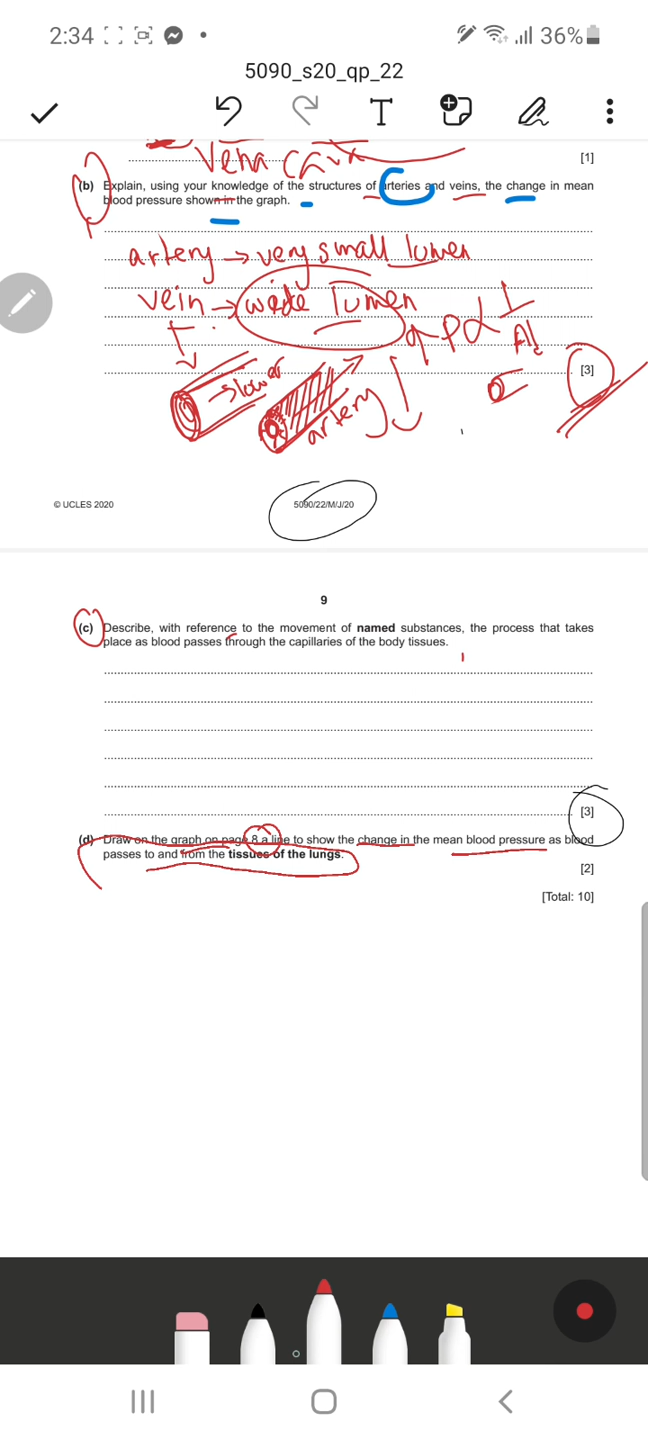 2:34
36%
5090_s20_qp_22
T
Vena Cava
[1]
(b) Explain, using your knowledge of the structures of arteries and veins, the change in mean
blood pressure shown in the graph.
artery → very small lumen
vein → wide lumen
P ∝ 1
slower
artery
[3]
© UCLES 2020
5090/22/M/J/20
9
(c) Describe, with reference to the movement of named substances, the process that takes
place as blood passes through the capillaries of the body tissues.
[3]
(d) Draw on the graph on page 8 a line to show the change in the mean blood pressure as blood
passes to and from the tissues of the lungs.
[2]
[Total: 10]